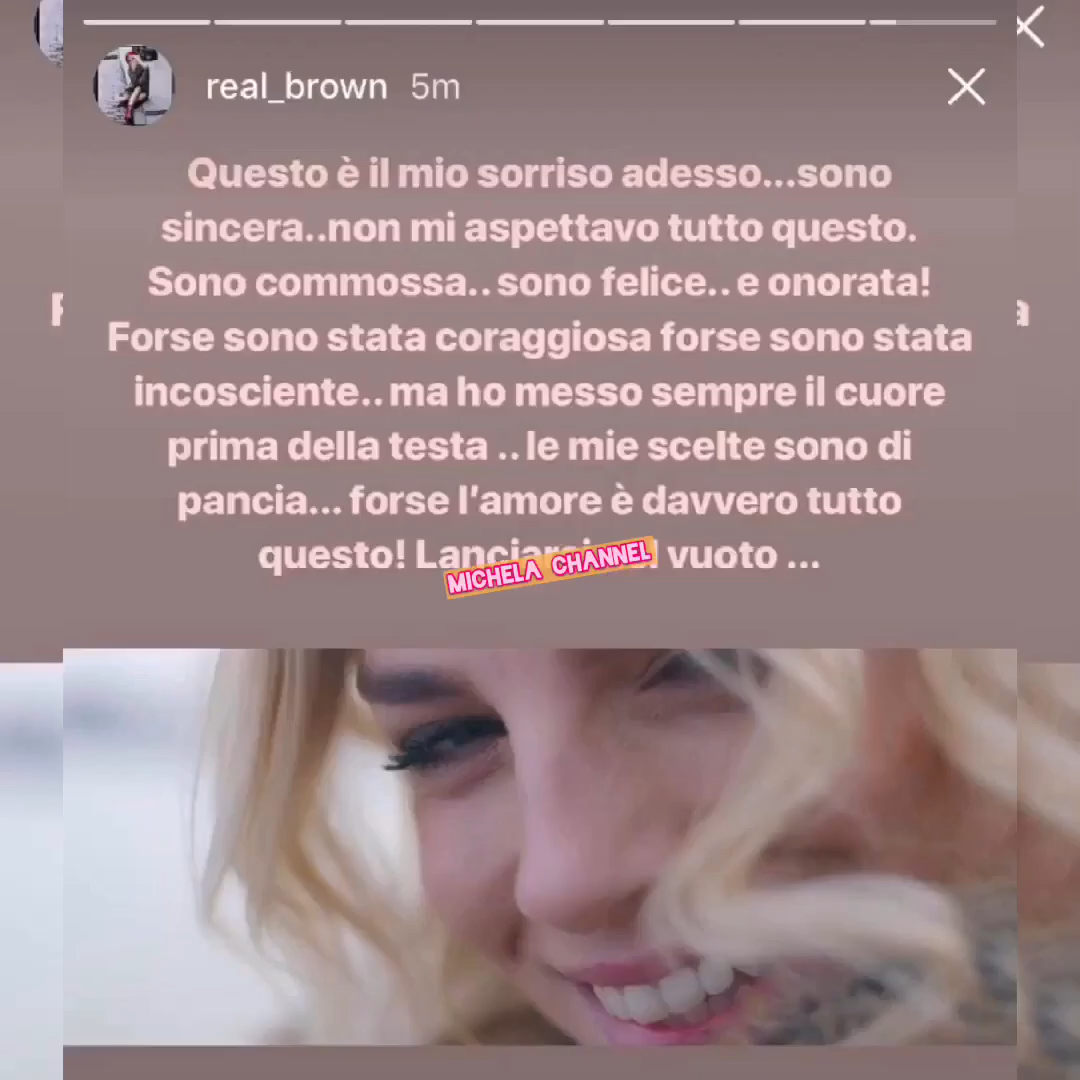 real_brown 5m
Questo è il mio sorriso adesso...sono
sincera..non mi aspettavo tutto questo.
Sono commossa..sono felice..e onorata!
Forse sono stata coraggiosa forse sono stata
incosciente..ma ho messo sempre il cuore
prima della testa ..le mie scelte sono di
pancia... forse l'amore è davvero tutto
questo! vuoto ...
MICHELA CHANNEL